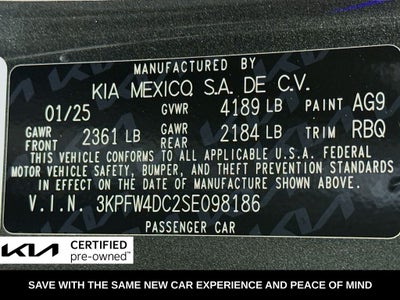 MANUFACTURED BY
KIA MEXICO, S.A. DE C.V.
01/25 GVWR 4189 LB PAINT AG9
GAWR FRONT 2361 LB GAWR REAR 2184 LB TRIM RBQ
THIS VEHICLE CONFORMS TO ALL APPLICABLE U.S.A. FEDERAL
MOTOR VEHICLE SAFETY, BUMPER, AND THEFT PREVENTION
STANDARDS IN EFFECT ON THE DATE OF MANUFACTURE SHOWN ABOVE.
V.I.N. 3KPFW4DC2SE098186
PASSENGER CAR
KIA CERTIFIED
pre-owned™
SAVE WITH THE SAME NEW CAR EXPERIENCE AND PEACE OF MIND